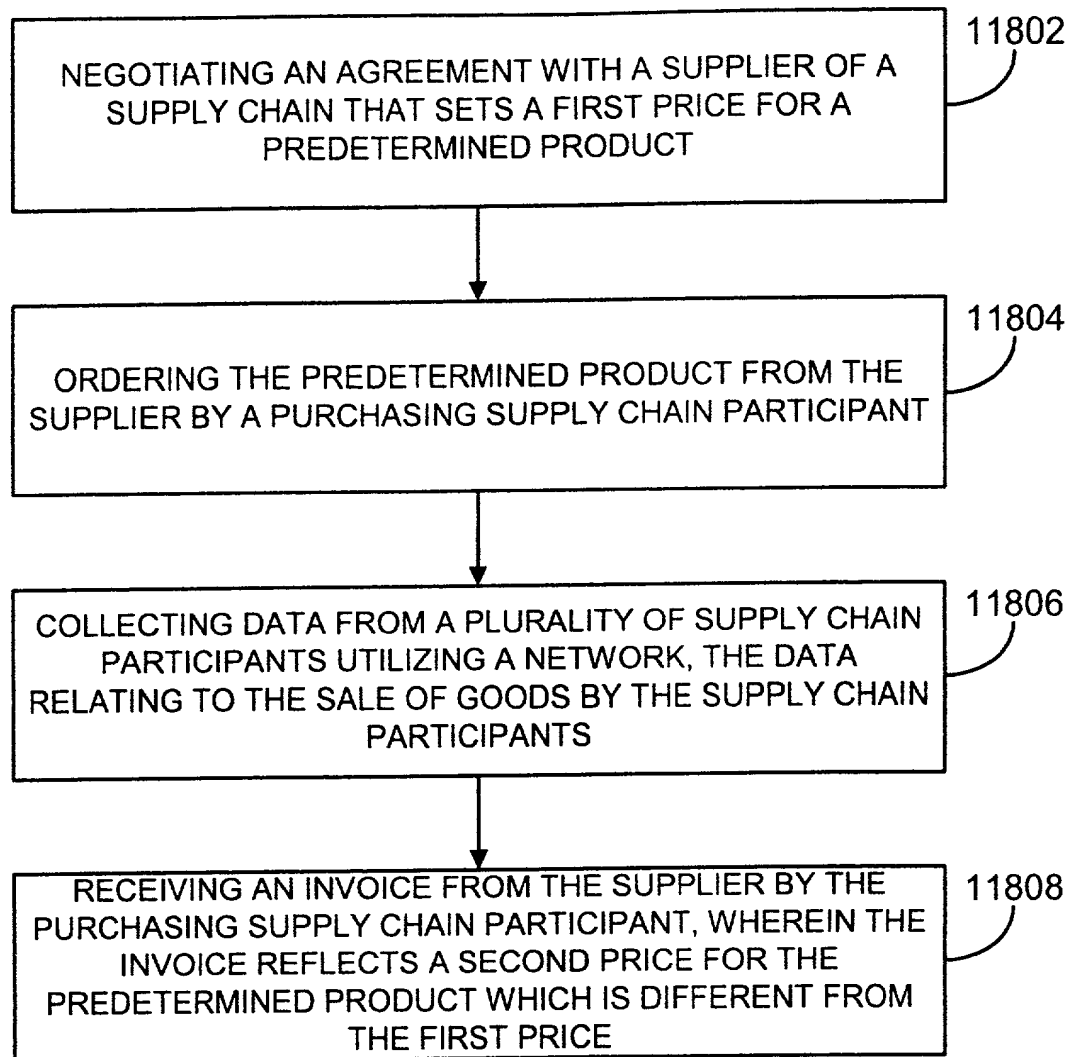 11802
NEGOTIATING AN AGREEMENT WITH A SUPPLIER OF A
SUPPLY CHAIN THAT SETS A FIRST PRICE FOR A
PREDETERMINED PRODUCT
11804
ORDERING THE PREDETERMINED PRODUCT FROM THE
SUPPLIER BY A PURCHASING SUPPLY CHAIN PARTICIPANT
11806
COLLECTING DATA FROM A PLURALITY OF SUPPLY CHAIN
PARTICIPANTS UTILIZING A NETWORK, THE DATA
RELATING TO THE SALE OF GOODS BY THE SUPPLY CHAIN
PARTICIPANTS
11808
RECEIVING AN INVOICE FROM THE SUPPLIER BY THE
PURCHASING SUPPLY CHAIN PARTICIPANT, WHEREIN THE
INVOICE REFLECTS A SECOND PRICE FOR THE
PREDETERMINED PRODUCT WHICH IS DIFFERENT FROM
THE FIRST PRICE